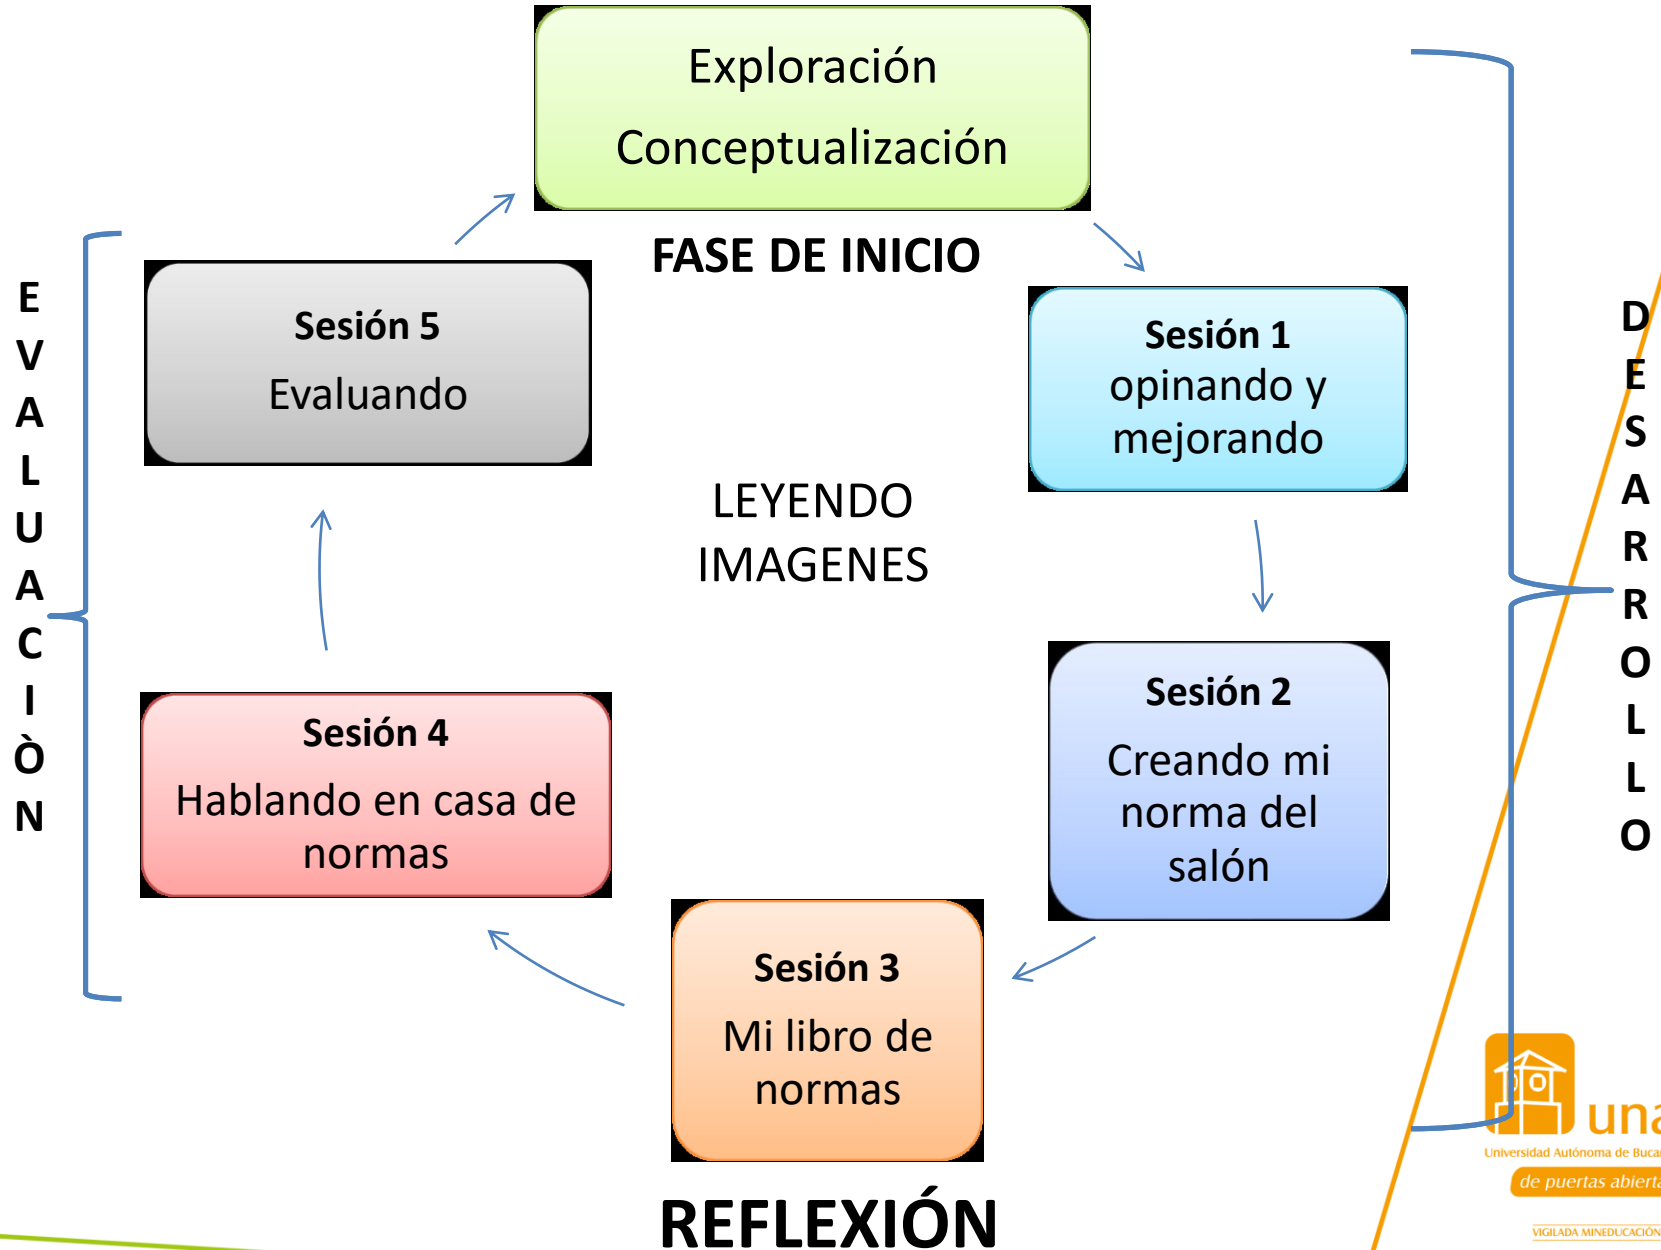 Exploración
Conceptualización
FASE DE INICIO
Sesión 1
opinando y
mejorando
Sesión 2
Creando mi
norma del
salón
Sesión 3
Mi libro de
normas
REFLEXIÓN
Sesión 4
Hablando en casa de
normas
Sesión 5
Evaluando
LEYENDO
IMAGENES
E
V
A
L
U
A
C
I
Ò
N
D
E
S
A
R
R
O
L
L
O
una
Universidad Autónoma de Buca
de puertas abierta
VIGILADA MINEDUCACIÓN